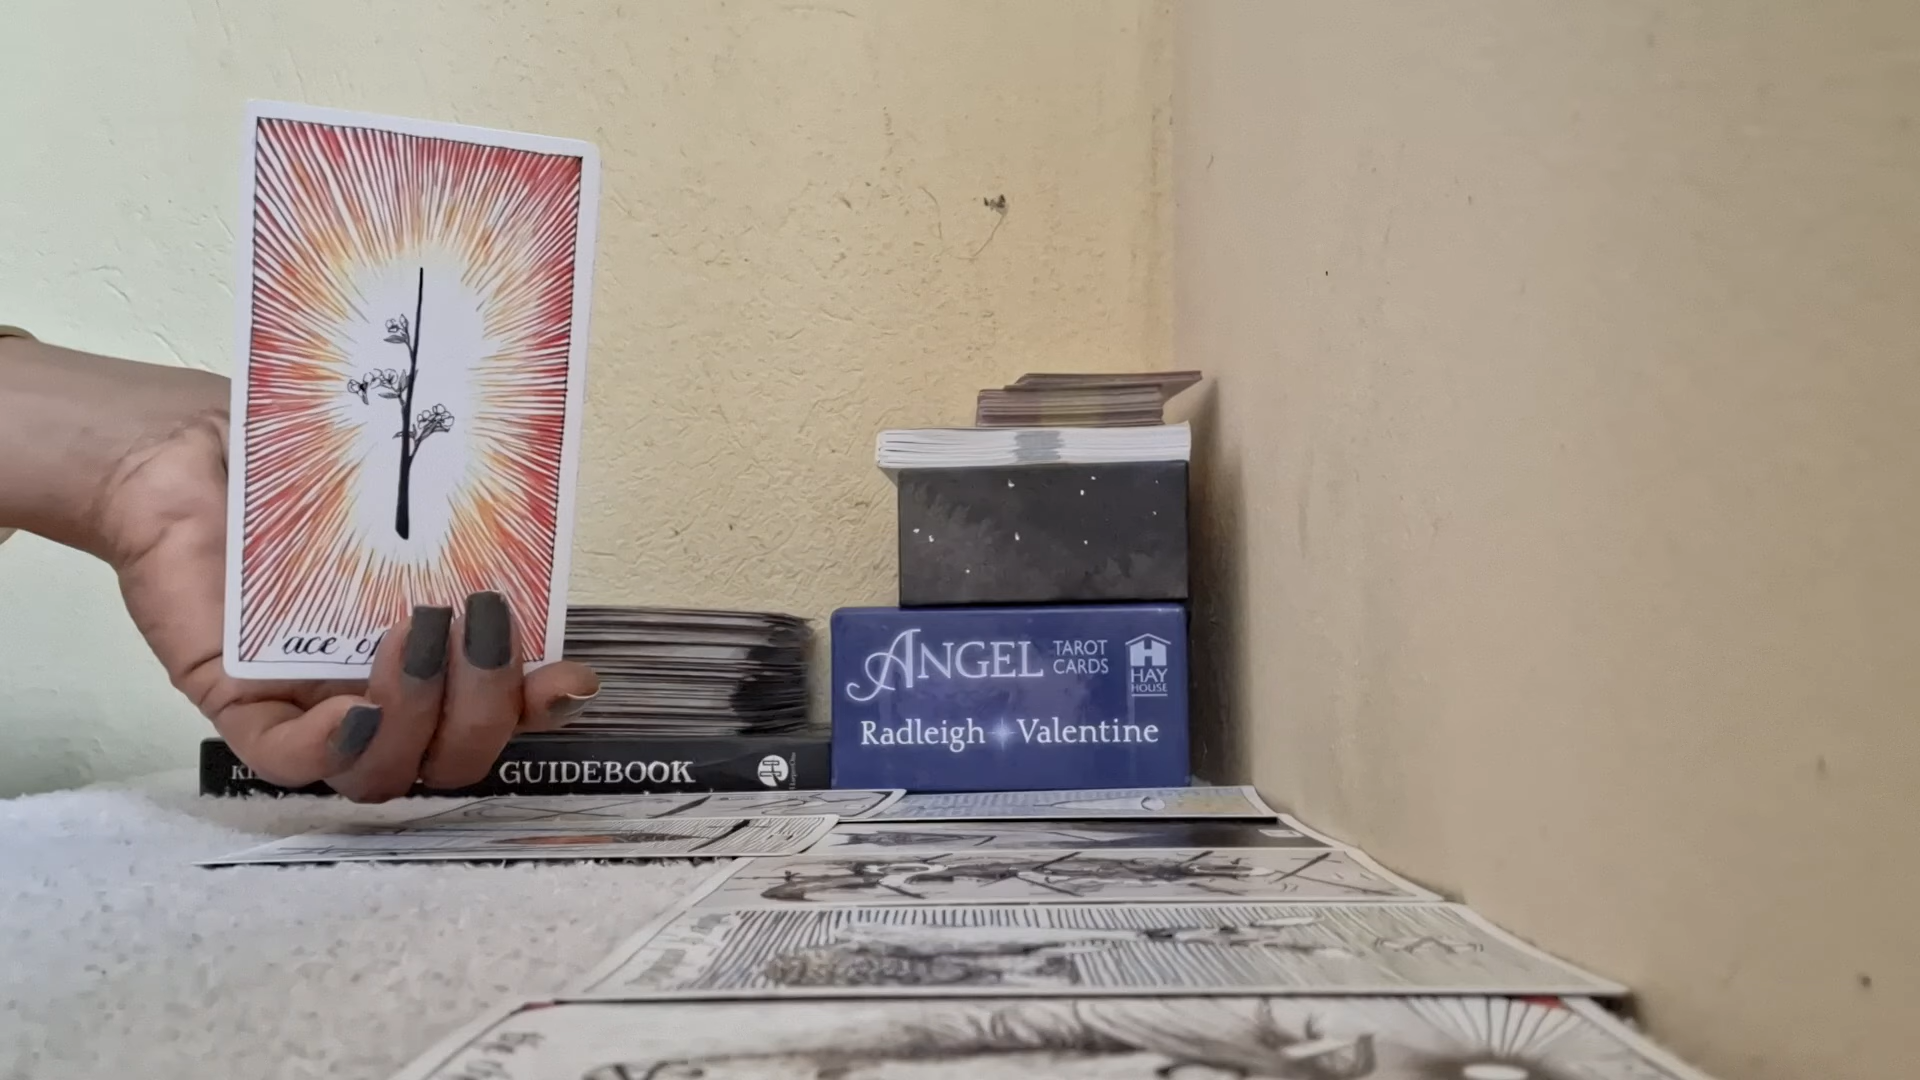 ace of
ANGEL TAROT CARDS
HAY HOUSE
Radleigh Valentine
GUIDEBOOK